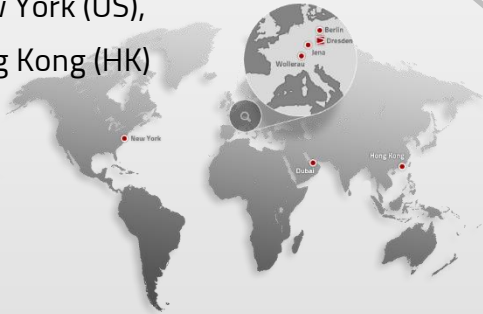 w York (US),
g Kong (HK)
Berlin
Dresden
Jena
Wollerau
New York
Hong Kong
Dubai